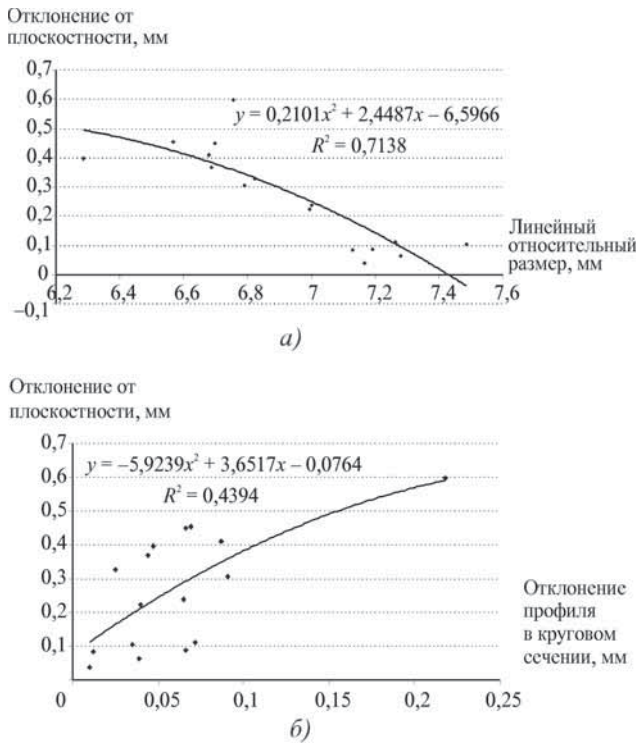 Отклонение от
плоскостности, мм
0,7
0,6
0,5
0,4
0,3
0,2
0,1
0
–0,1
y = 0,2101x² + 2,4487x – 6,5966
R² = 0,7138
Линейный
относительный
размер, мм
6,2 6,4 6,6 6,8 7 7,2 7,4 7,6
а)
Отклонение от
плоскостности, мм
0,7
0,6
0,5
0,4
0,3
0,2
0,1
y = –5,9239x² + 3,6517x – 0,0764
R² = 0,4394
Отклонение
профиля
в круговом
сечении, мм
0 0,05 0,1 0,15 0,2 0,25
б)